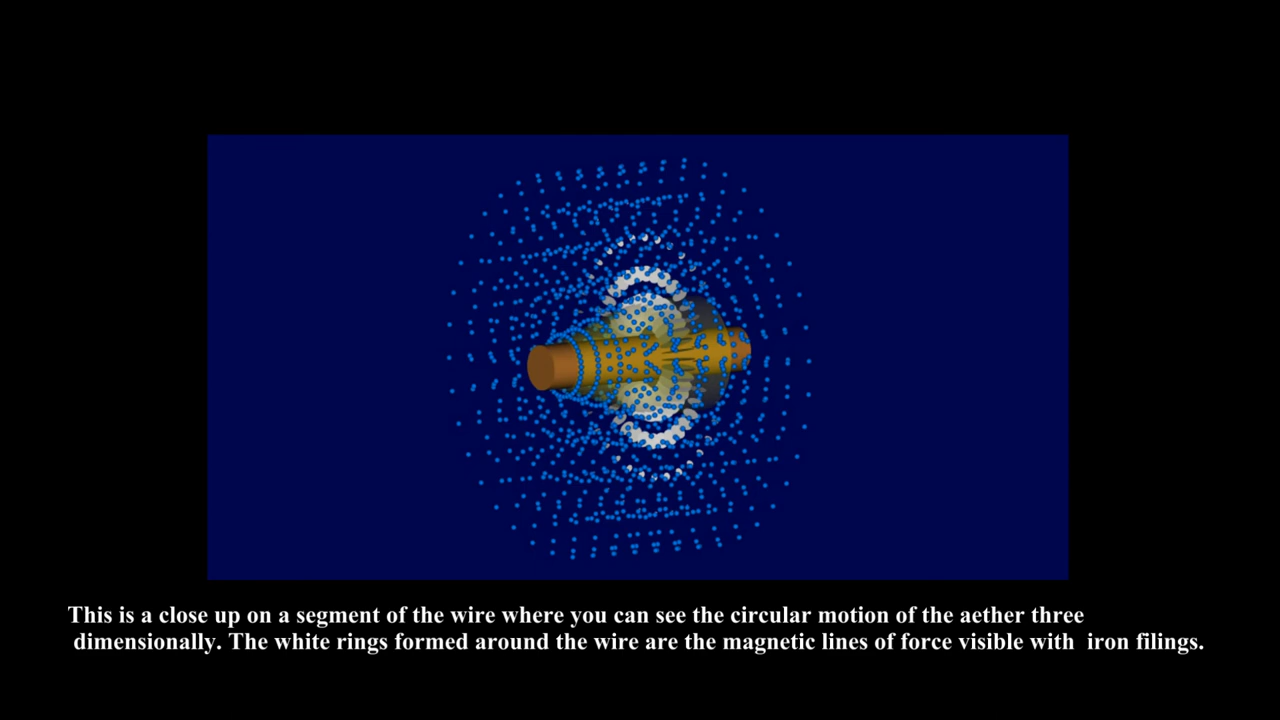 This is a close up on a segment of the wire where you can see the circular motion of the aether three
dimensionally. The white rings formed around the wire are the magnetic lines of force visible with  iron filings.